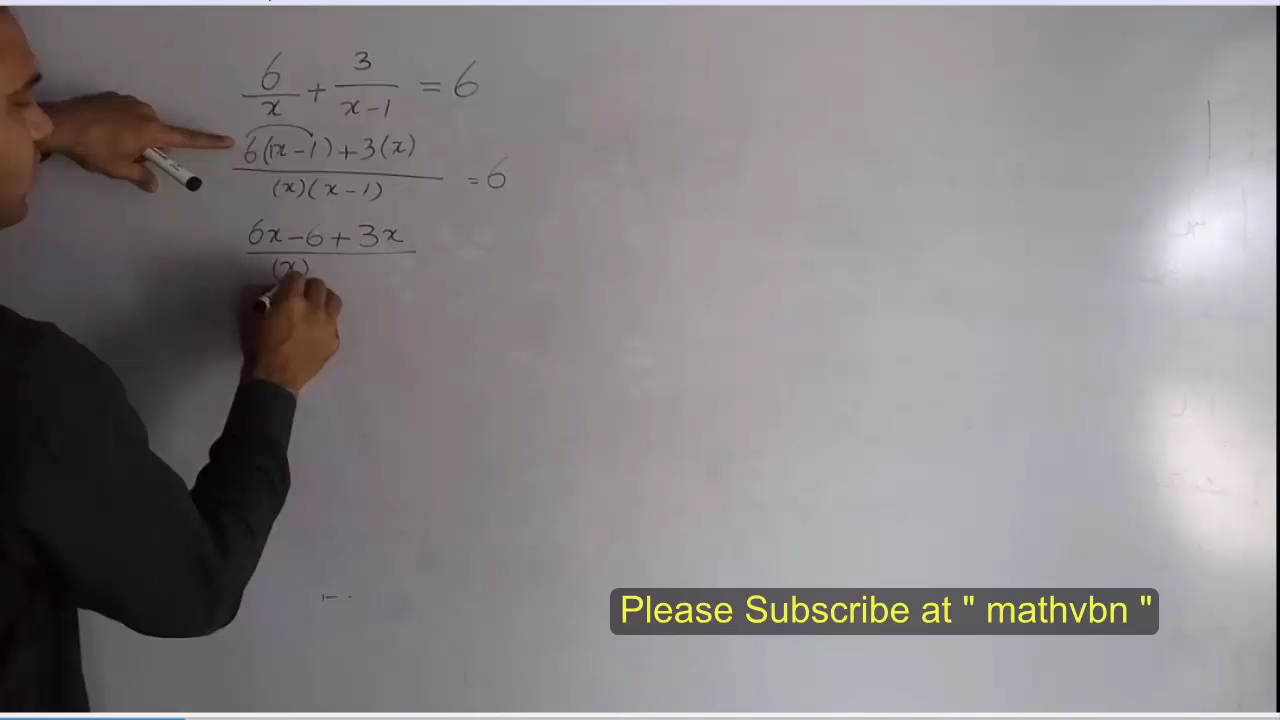 6/x + 3/(x-1) = 6
6(x-1)+3(x)/(x)(x-1) = 6
6x-6+3x/(x)
Please Subscribe at " mathvbn "